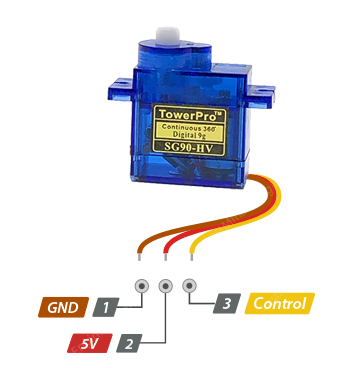 TowerPro™
Continuous 360°
Digital 9g
SG90-HV
GND 1
3 Control
5V 2